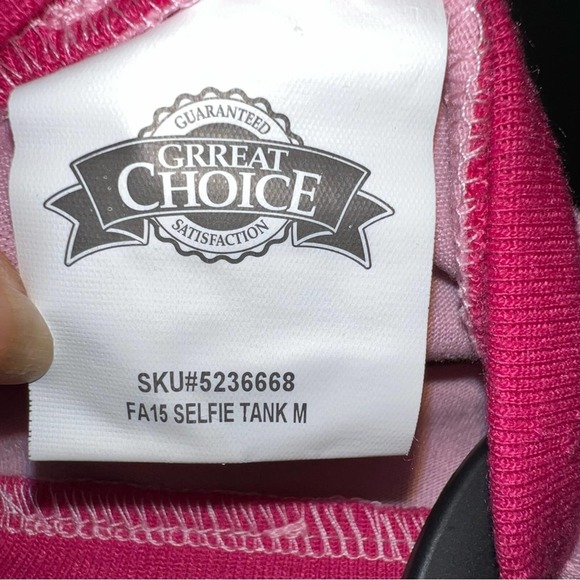 GUARANTEED
GRREAT
CHOICE
SATISFACTION
SKU#5236668
FA15 SELFIE TANK M